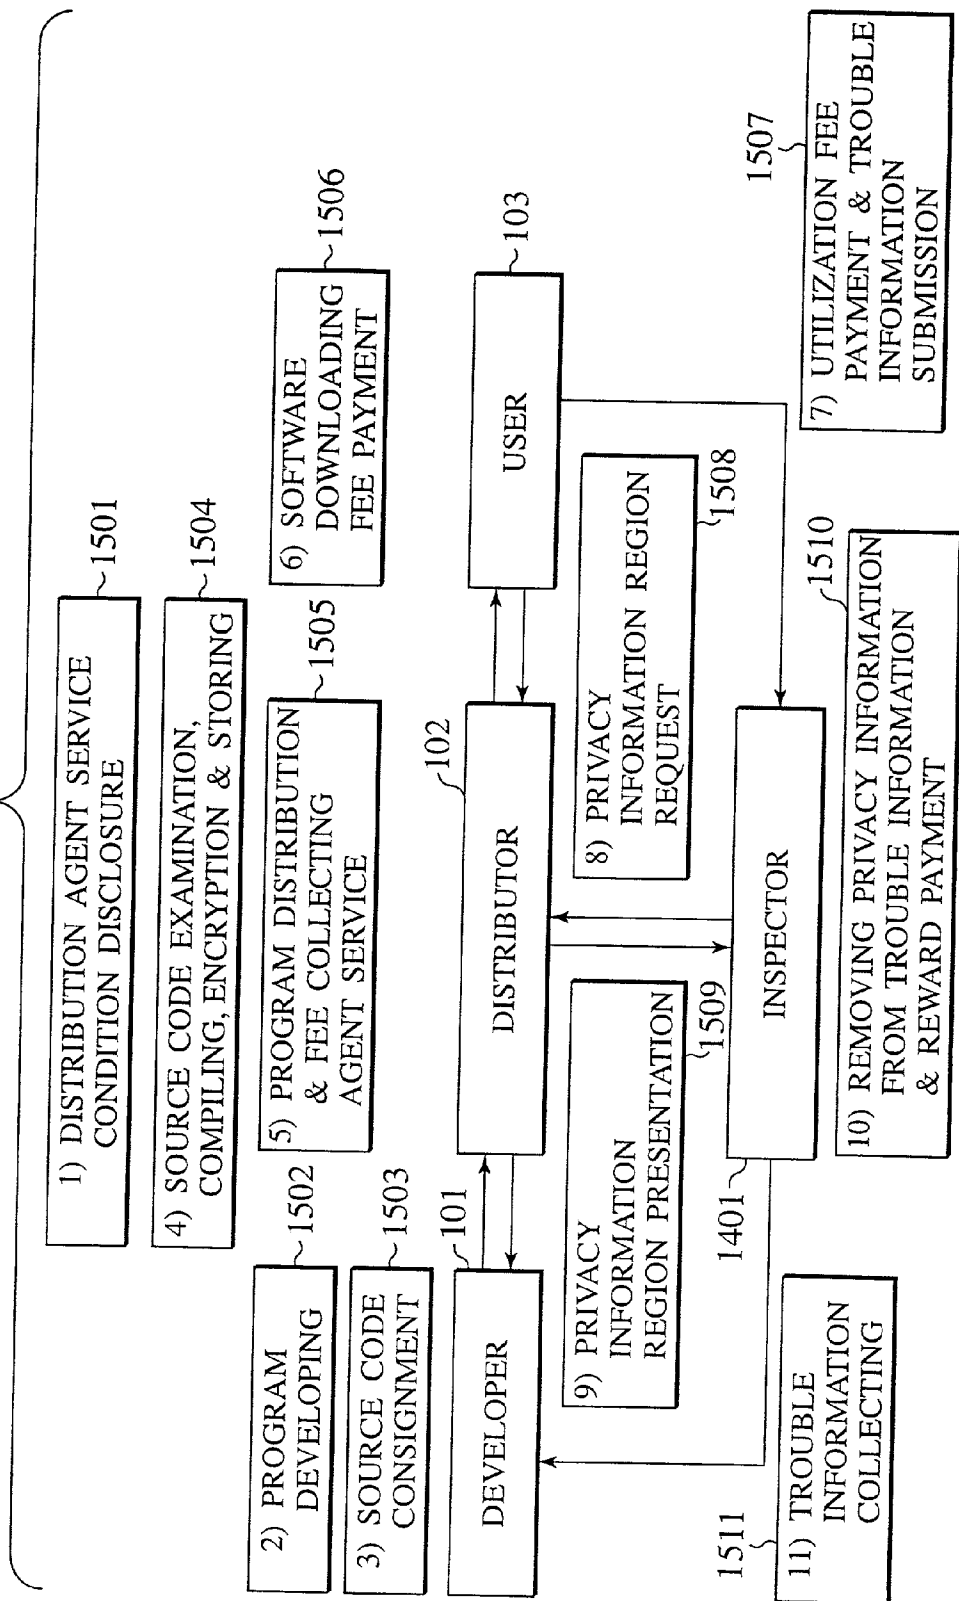 1) DISTRIBUTION AGENT SERVICE
CONDITION DISCLOSURE
1501
4) SOURCE CODE EXAMINATION,
COMPILING, ENCRYPTION & STORING
1504
2) PROGRAM
DEVELOPING
1502
5) PROGRAM DISTRIBUTION
& FEE COLLECTING
AGENT SERVICE
1505
6) SOFTWARE
DOWNLOADING
FEE PAYMENT
1506
3) SOURCE CODE
CONSIGNMENT
1503
DEVELOPER
101
DISTRIBUTOR
102
USER
103
9) PRIVACY
INFORMATION
REGION PRESENTATION
1509
8) PRIVACY
INFORMATION REGION
REQUEST
1508
INSPECTOR
1401
7) UTILIZATION FEE
PAYMENT & TROUBLE
INFORMATION
SUBMISSION
1507
11) TROUBLE
INFORMATION
COLLECTING
1511
10) REMOVING PRIVACY INFORMATION
FROM TROUBLE INFORMATION
& REWARD PAYMENT
1510